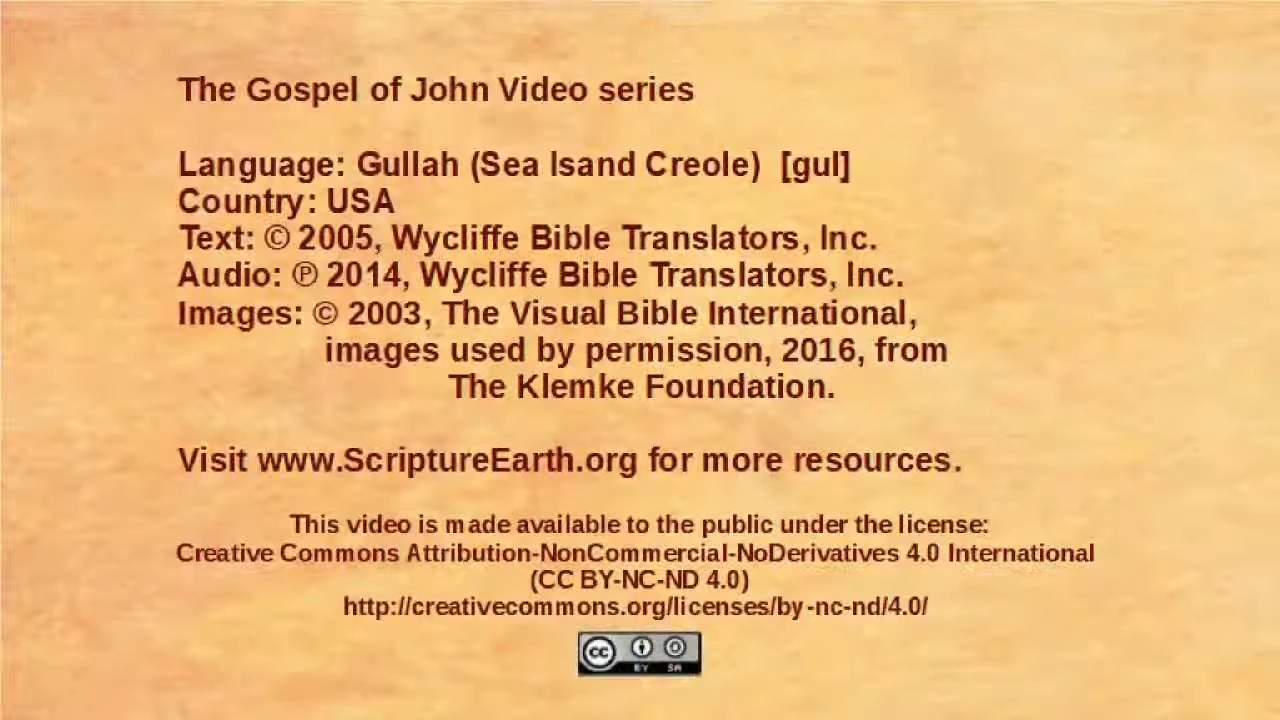 The Gospel of John Video series
Language: Gullah (Sea Isand Creole) [gul]
Country: USA
Text: © 2005, Wycliffe Bible Translators, Inc.
Audio: ℗ 2014, Wycliffe Bible Translators, Inc.
Images: © 2003, The Visual Bible International,
images used by permission, 2016, from
The Klemke Foundation.
Visit www.ScriptureEarth.org for more resources.
This video is made available to the public under the license:
Creative Commons Attribution-NonCommercial-NoDerivatives 4.0 International
(CC BY-NC-ND 4.0)
http://creativecommons.org/licenses/by-nc-nd/4.0/
cc BY SA